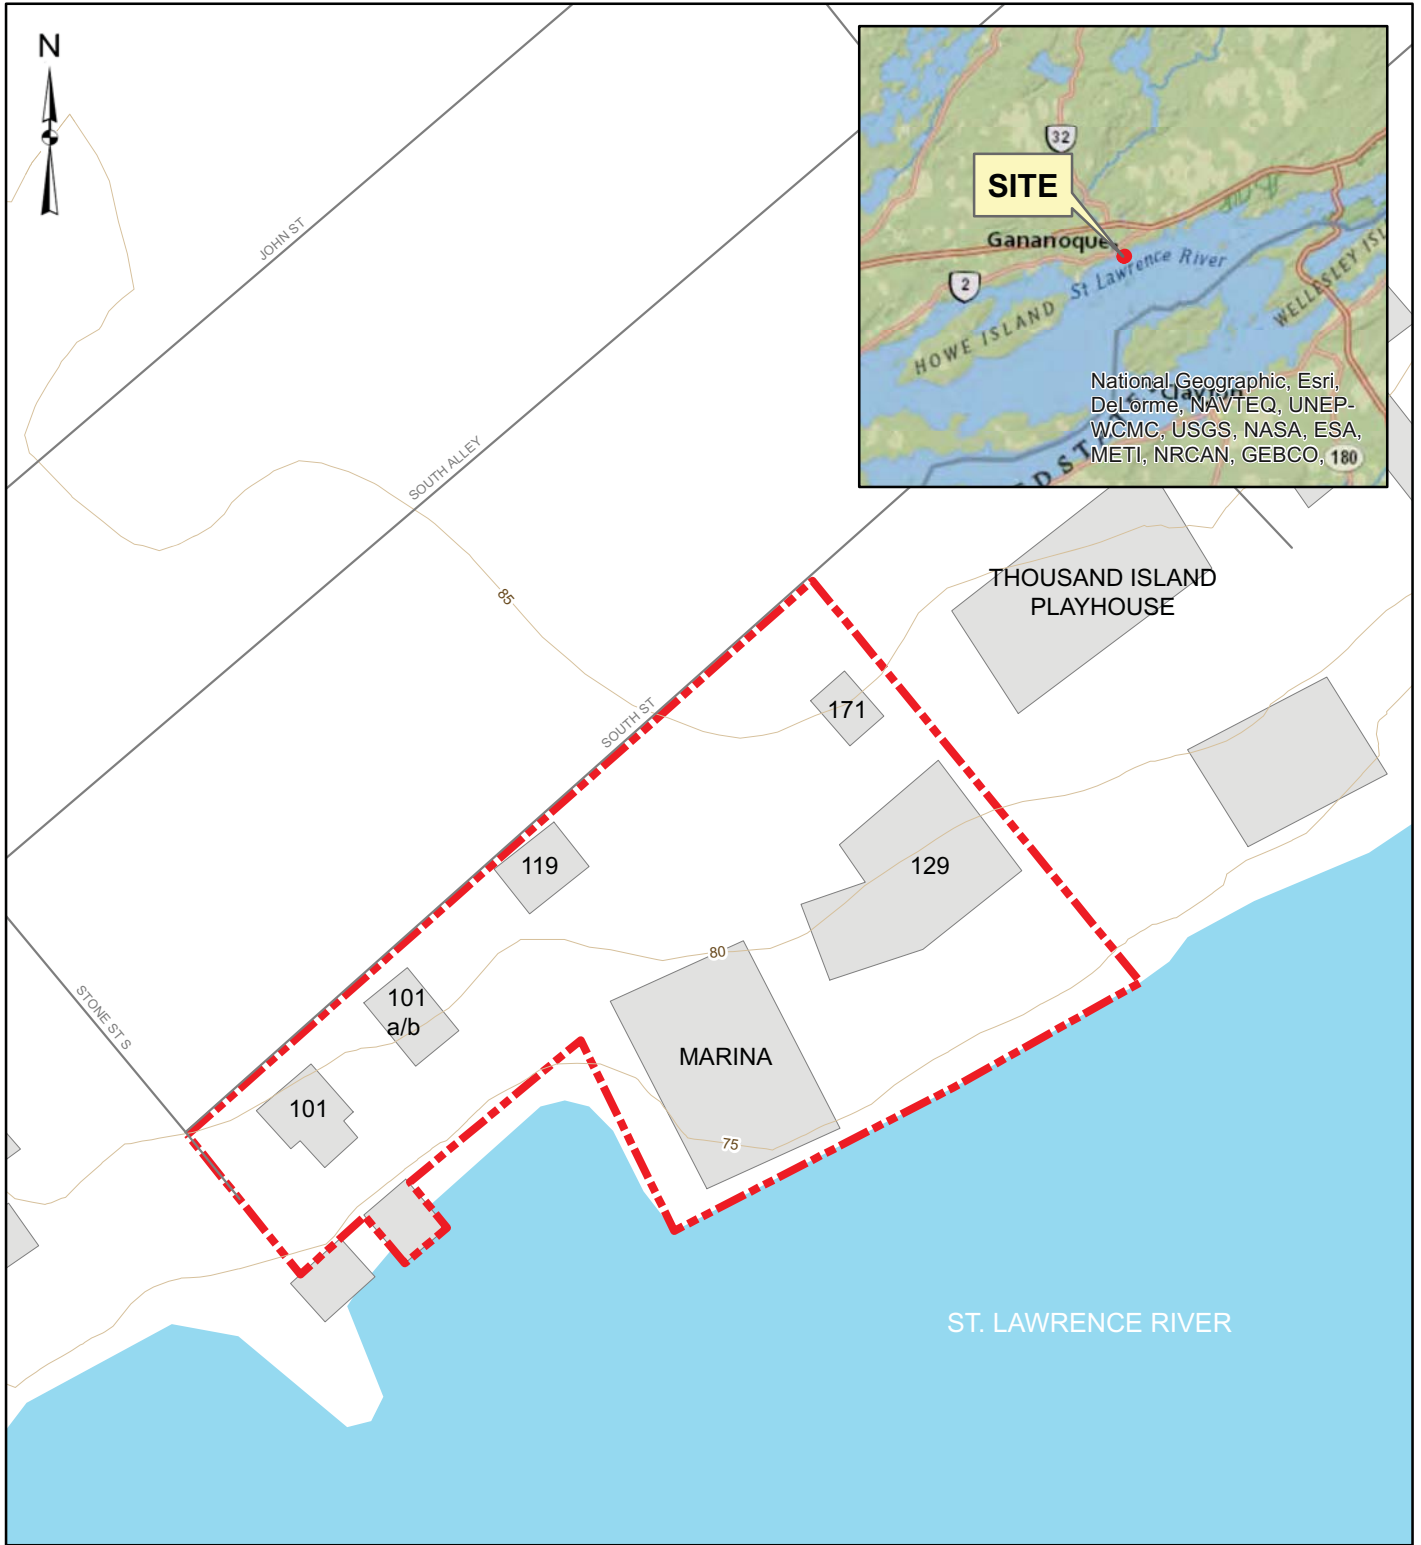 N
32
SITE
Gananoque
St Lawrence River
2
HOWE ISLAND
WELLESLEY ISL
National Geographic, Esri,
Clayton
DeLorme, NAVTEQ, UNEP-
WCMC, USGS, NASA, ESA,
METI, NRCAN, GEBCO,
180
D STATE
JOHN ST
SOUTH ALLEY
85
THOUSAND ISLAND
PLAYHOUSE
SOUTH ST
171
119
129
80
101
a/b
STONE ST S
MARINA
101
75
ST. LAWRENCE RIVER